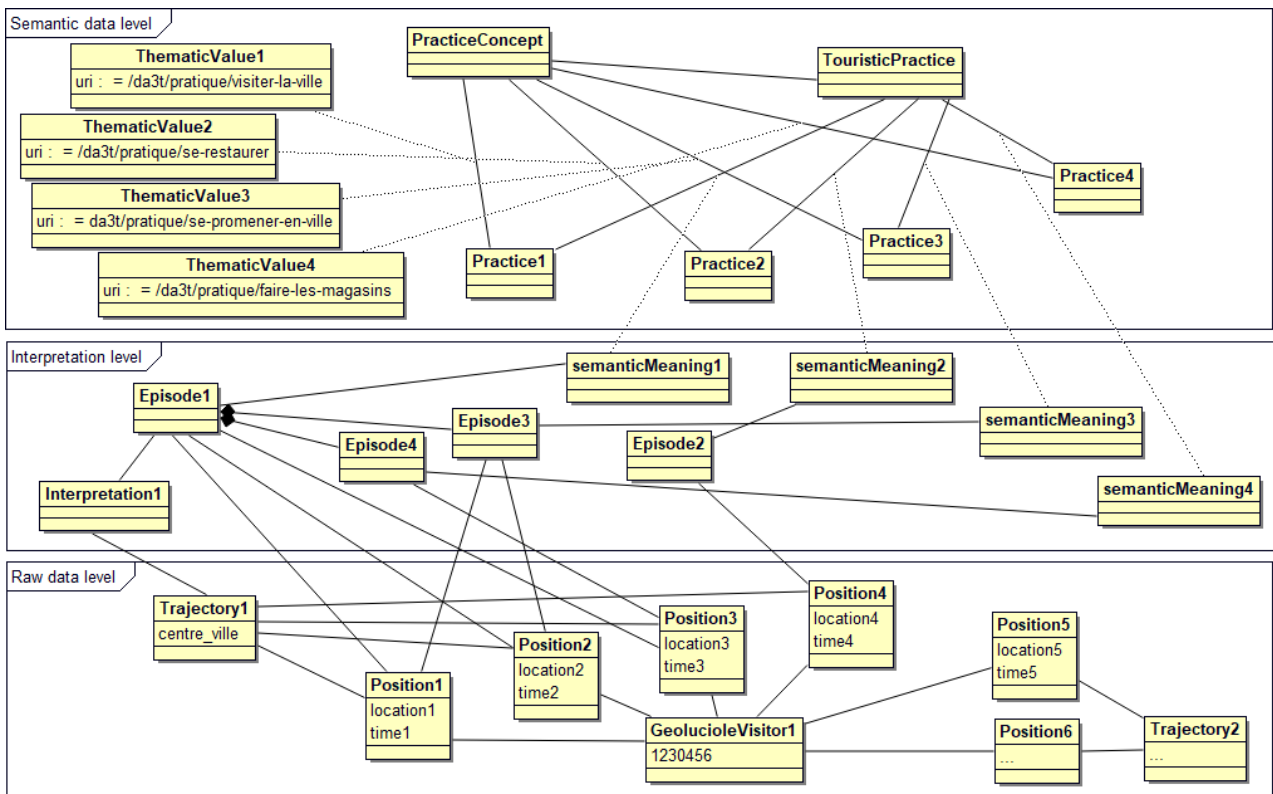 Semantic data level
ThematicValue1
uri : = /da3t/pratique/visiter-la-ville
PracticeConcept
TouristicPractice
ThematicValue2
uri : = /da3t/pratique/se-restaurer
ThematicValue3
uri : = da3t/pratique/se-promener-en-ville
Practice4
ThematicValue4
uri : = /da3t/pratique/faire-les-magasins
Practice1
Practice2
Practice3
Interpretation level
semanticMeaning1
semanticMeaning2
Episode1
Episode3
semanticMeaning3
Episode4
Episode2
Interpretation1
semanticMeaning4
Raw data level
Trajectory1
centre_ville
Position1
location1
time1
Position2
location2
time2
Position3
location3
time3
Position4
location4
time4
Position5
location5
time5
GeolucioleVisitor1
1230456
Position6
...
Trajectory2
...